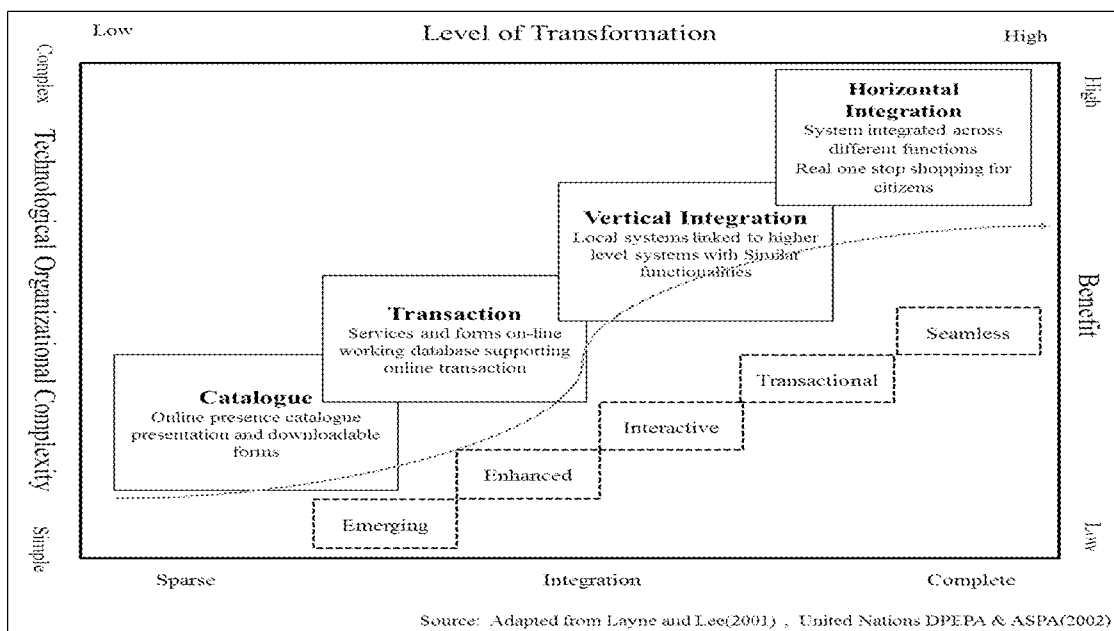 Low Level of Transformation High
Complex
Technological Organizational Complexity
Simple
High
Benefit
Low
Horizontal
Integration
System integrated across
different functions
Real one stop shopping for
citizens
Vertical Integration
Local systems linked to higher
level systems with Similar
functionalities
Transaction
Services and forms on-line
working database supporting
online transaction
Catalogue
Online presence catalogue
presentation and downloadable
forms
Seamless
Transactional
Interactive
Enhanced
Emerging
Sparse Integration Complete
Source: Adapted from Layne and Lee(2001) , United Nations DPEPA & ASPA(2002)